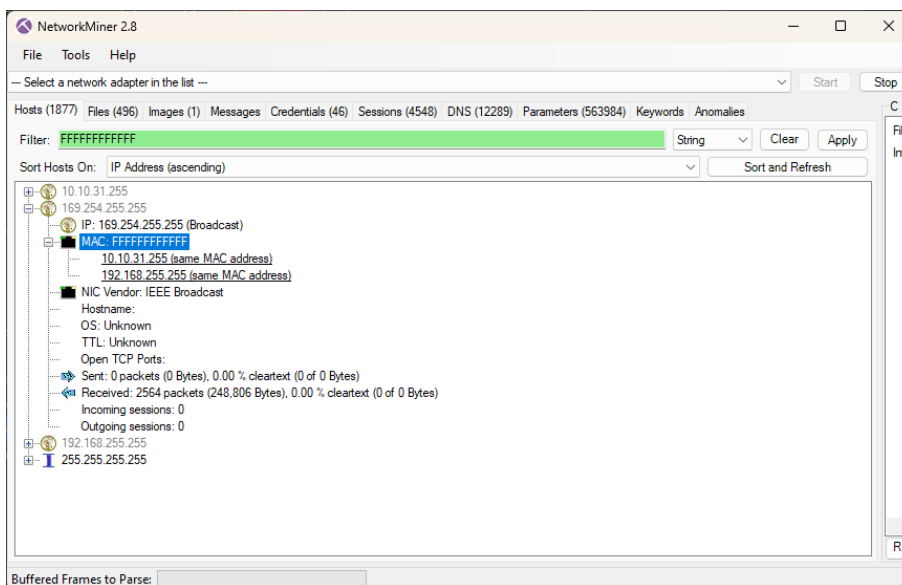 NetworkMiner 2.8
File Tools Help
--- Select a network adapter in the list ---
Start Stop
Hosts (1877) Files (496) Images (1) Messages Credentials (46) Sessions (4548) DNS (12289) Parameters (563984) Keywords Anomalies
Filter: FFFFFFFFFFFF String Clear Apply
Sort Hosts On: IP Address (ascending) Sort and Refresh
10.10.31.255
169.254.255.255
IP: 169.254.255.255 (Broadcast)
MAC: FFFFFFFFFFFF
10.10.31.255 (same MAC address)
192.168.255.255 (same MAC address)
NIC Vendor: IEEE Broadcast
Hostname:
OS: Unknown
TTL: Unknown
Open TCP Ports:
Sent: 0 packets (0 Bytes), 0.00 % cleartext (0 of 0 Bytes)
Received: 2564 packets (248,806 Bytes), 0.00 % cleartext (0 of 0 Bytes)
Incoming sessions: 0
Outgoing sessions: 0
192.168.255.255
255.255.255.255
Buffered Frames to Parse: